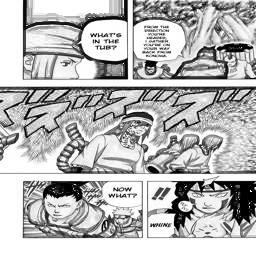 FROM THE
DIRECTION
YOU'RE
HEADED,
I GATHER
YOU'RE ON
YOUR WAY
BACK FROM
KONOHA.
WHAT'S
IN THE
TUB?
NOW
WHAT?
!!
WHINE